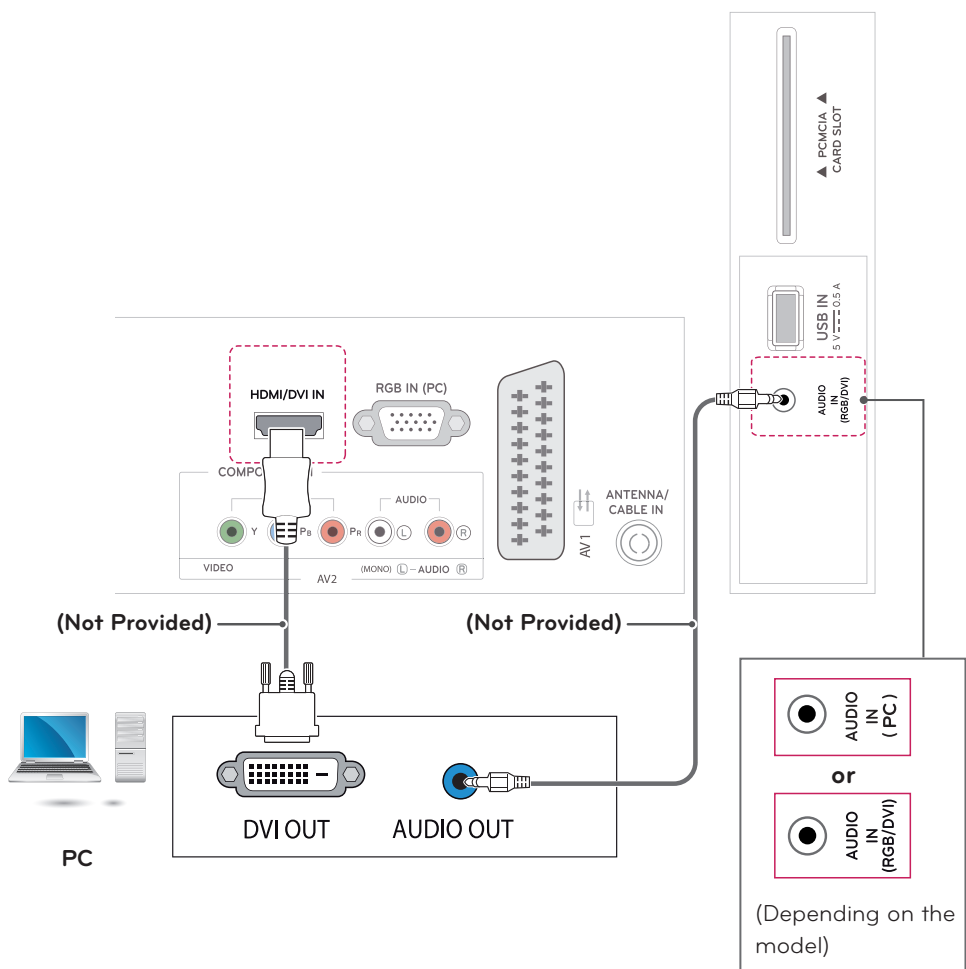 ▲ PCMCIA ▲
CARD SLOT
USB IN
5 V 0.5 A
AUDIO
IN
(RGB/DVI)
HDMI/DVI IN
RGB IN (PC)
AUDIO
Y
PB
PR
L
R
VIDEO
AV2
(MONO) L – AUDIO R
AV1
ANTENNA/
CABLE IN
(Not Provided)
(Not Provided)
PC
DVI OUT
AUDIO OUT
AUDIO
IN
(PC)
or
AUDIO
IN
(RGB/DVI)
(Depending on the
model)